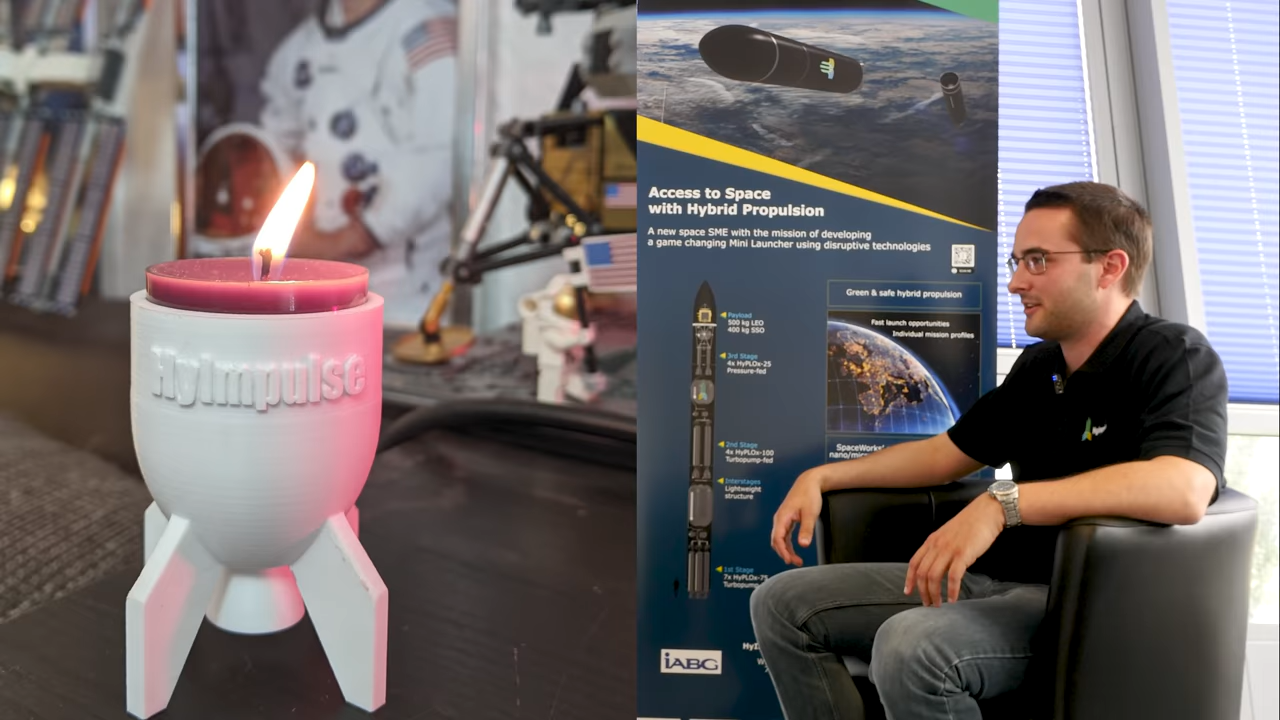 HyImpulse
Access to Space
with Hybrid Propulsion
A new space SME with the mission of developing
a game changing Mini Launcher using disruptive technologies
Green & safe hybrid propulsion
Fast launch opportunities
Individual mission profiles
Payload
500 kg LEO
400 kg SSO
3rd Stage
4x HyPLOx-25
Pressure-fed
2nd Stage
4x HyPLOx-100
Turbopump-fed
Interstages
Lightweight
structure
SpaceWorks'
1st Stage
iABG